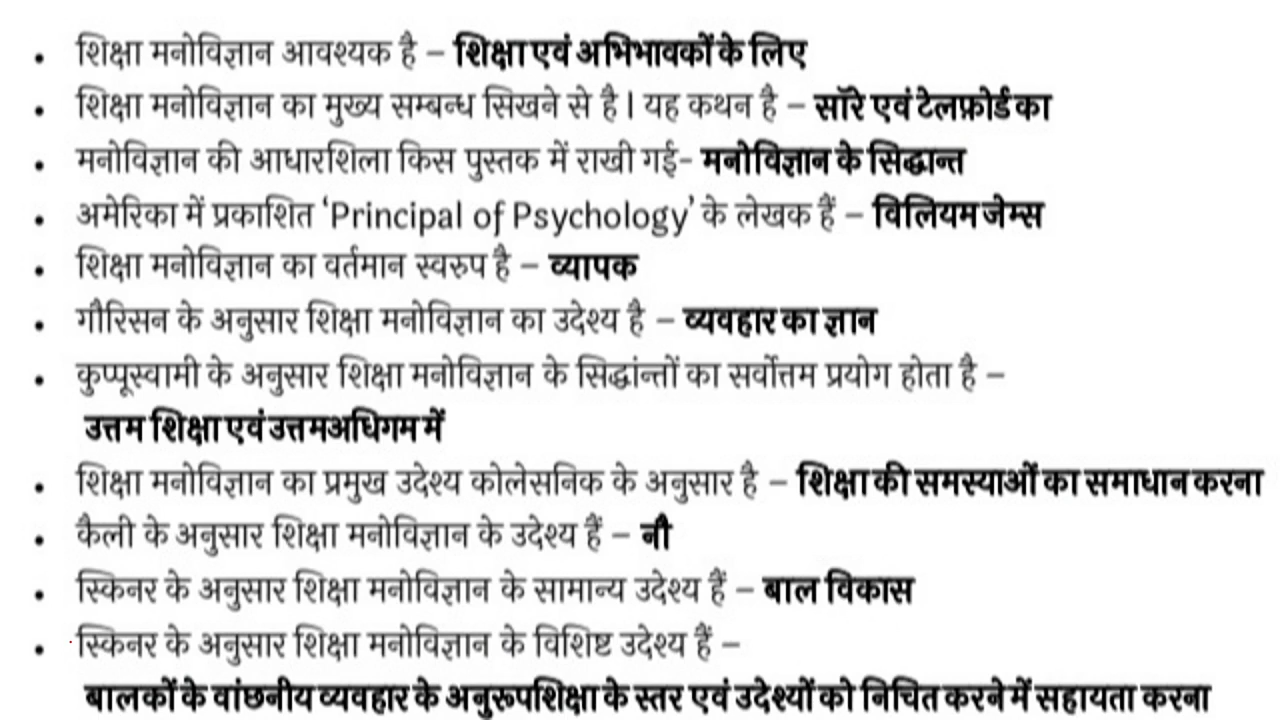 • शिक्षा मनोविज्ञान आवश्यक है – शिक्षा एवं अभिभावकों के लिए
• शिक्षा मनोविज्ञान का मुख्य सम्बन्ध सिखने से है। यह कथन है – सॉरे एवं टेलफ़ोर्ड का
• मनोविज्ञान की आधारशिला किस पुस्तक में राखी गई- मनोविज्ञान के सिद्धान्त
• अमेरिका में प्रकाशित ‘Principal of Psychology’ के लेखक हैं – विलियम जेम्स
• शिक्षा मनोविज्ञान का वर्तमान स्वरुप है – व्यापक
• गौरिसन के अनुसार शिक्षा मनोविज्ञान का उदेश्य है – व्यवहार का ज्ञान
• कुप्पूस्वामी के अनुसार शिक्षा मनोविज्ञान के सिद्धांन्तों का सर्वोत्तम प्रयोग होता है –
उत्तम शिक्षा एवं उत्तमअधिगम में
• शिक्षा मनोविज्ञान का प्रमुख उदेश्य कोलेसनिक के अनुसार है – शिक्षा की समस्याओं का समाधान करना
• कैली के अनुसार शिक्षा मनोविज्ञान के उदेश्य हैं – नौ
• स्किनर के अनुसार शिक्षा मनोविज्ञान के सामान्य उदेश्य हैं – बाल विकास
• स्किनर के अनुसार शिक्षा मनोविज्ञान के विशिष्ट उदेश्य हैं –
बालकों के वांछनीय व्यवहार के अनुरूपशिक्षा के स्तर एवं उदेश्यों को निचित करने में सहायता करना